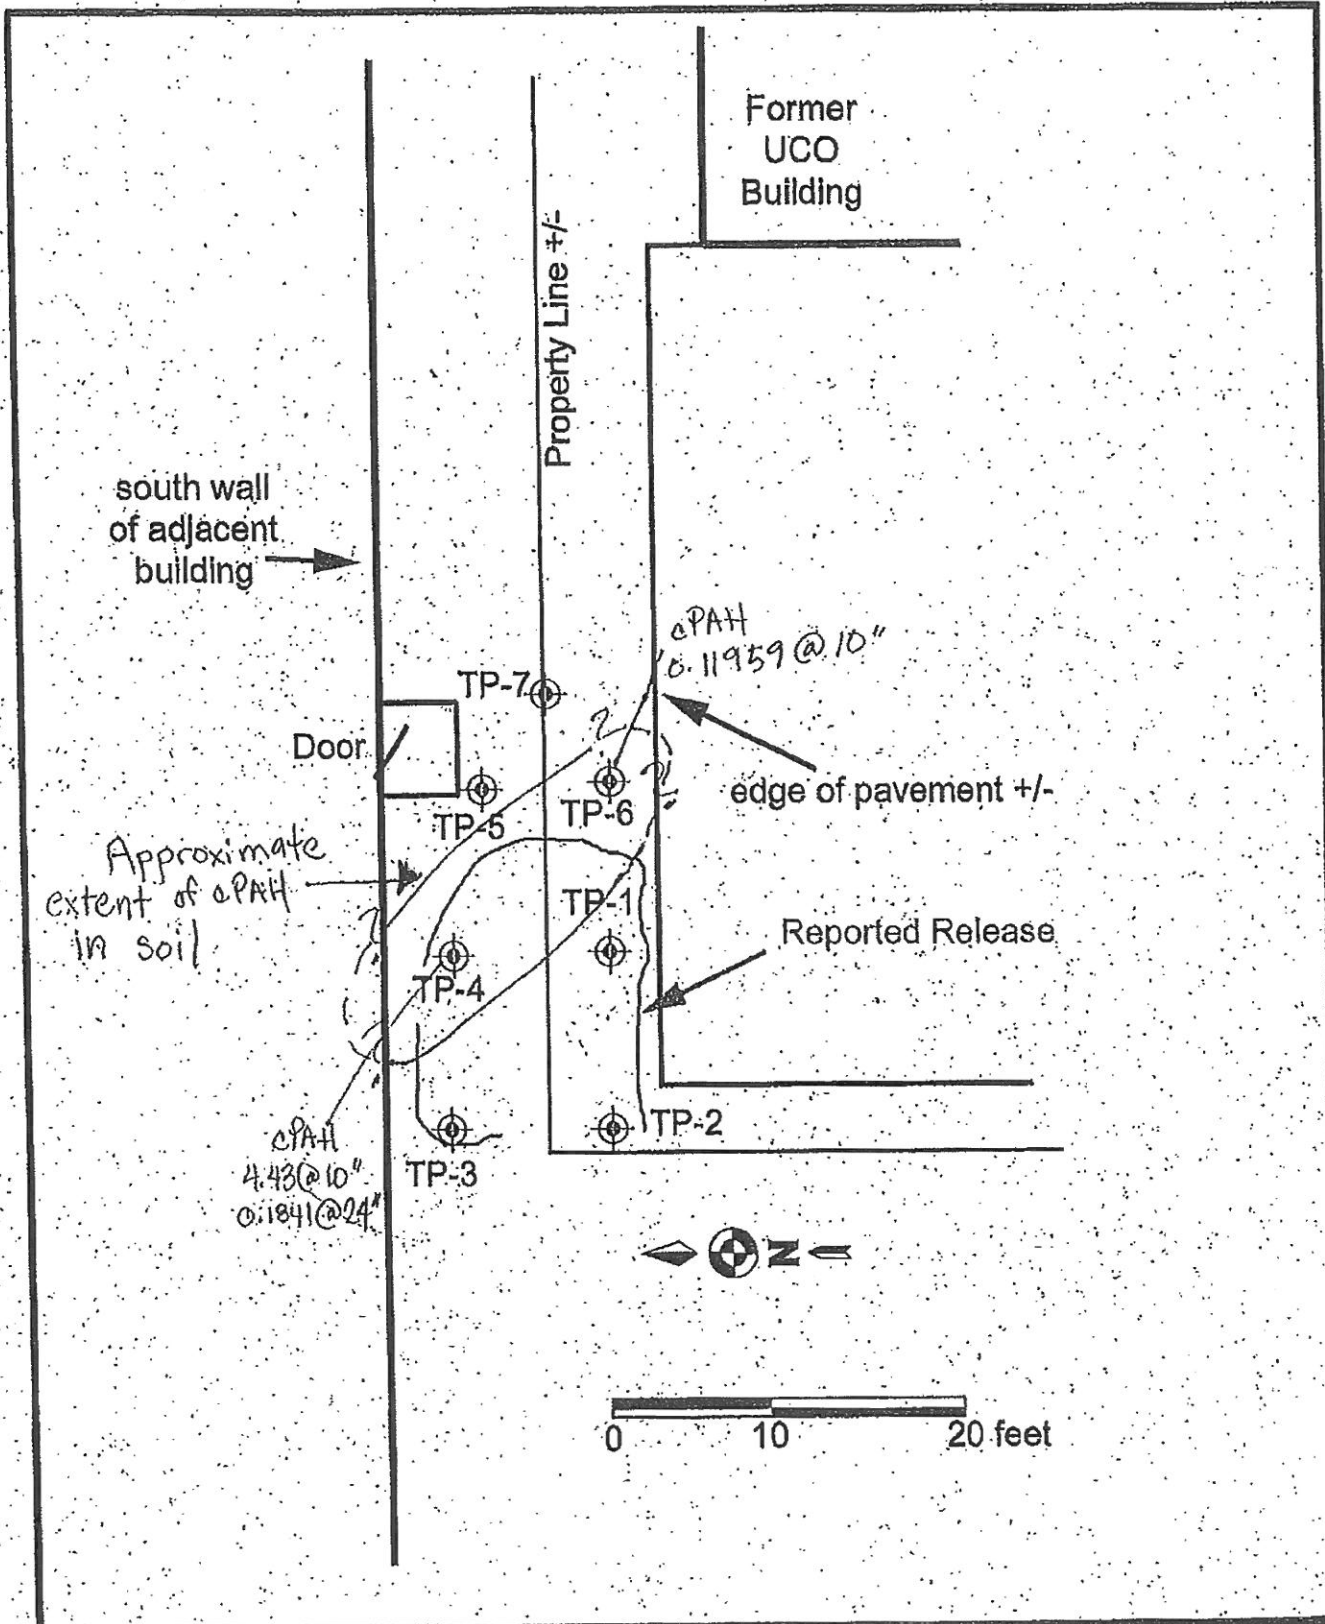 Former
UCO
Building
Property Line +/-
south wall
of adjacent
building
cPAH
0.11959 @ 10"
TP-7
?
Door
edge of pavement +/-
TP-5
TP-6
?
Approximate
extent of cPAH
in soil
TP-1
Reported Release
?
TP-4
?
cPAH
4.43@10"
0.1841@24"
TP-3
TP-2
N
0 10 20 feet